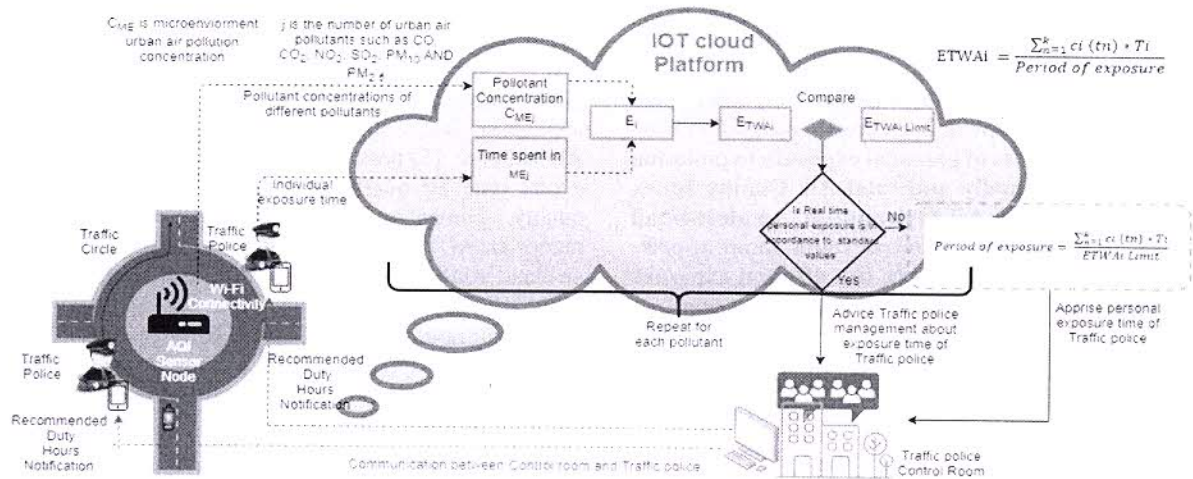 C_ME is microenviorment
urban air pollution
concentration
j is the number of urban air
pollutants such as CO,
CO2, NO2, SO2, PM10 AND
PM2.5
Pollutant concentrations of
different pollutants
IOT cloud
Platform
ETWAi = ∑_{n=1}^{k} ci (tn) * Ti / Period of exposure
Pollotant
Concentration
C_MEj
Time spent in
MEj
Ei
E_TWAi
Compare
E_TWAi Limit
Is Real time
personal exposure is in
accordance to standard
values
No
Yes
Period of exposure = ∑_{n=1}^{k} ci (tn) * Ti / ETWAi Limit
Individual
exposure time
Traffic
Circle
Traffic
Police
Wi-Fi
Connectivity
AQI
Sensor
Node
Traffic
Police
Recommended
Duty
Hours
Notification
Recommended
Duty
Hours
Notification
Repeat for
each pollutant
Advice Traffic police
management about
exposure time of
Traffic police
Apprise personal
exposure time of
Traffic police
Communication between Control room and Traffic police
Traffic police
Control Room